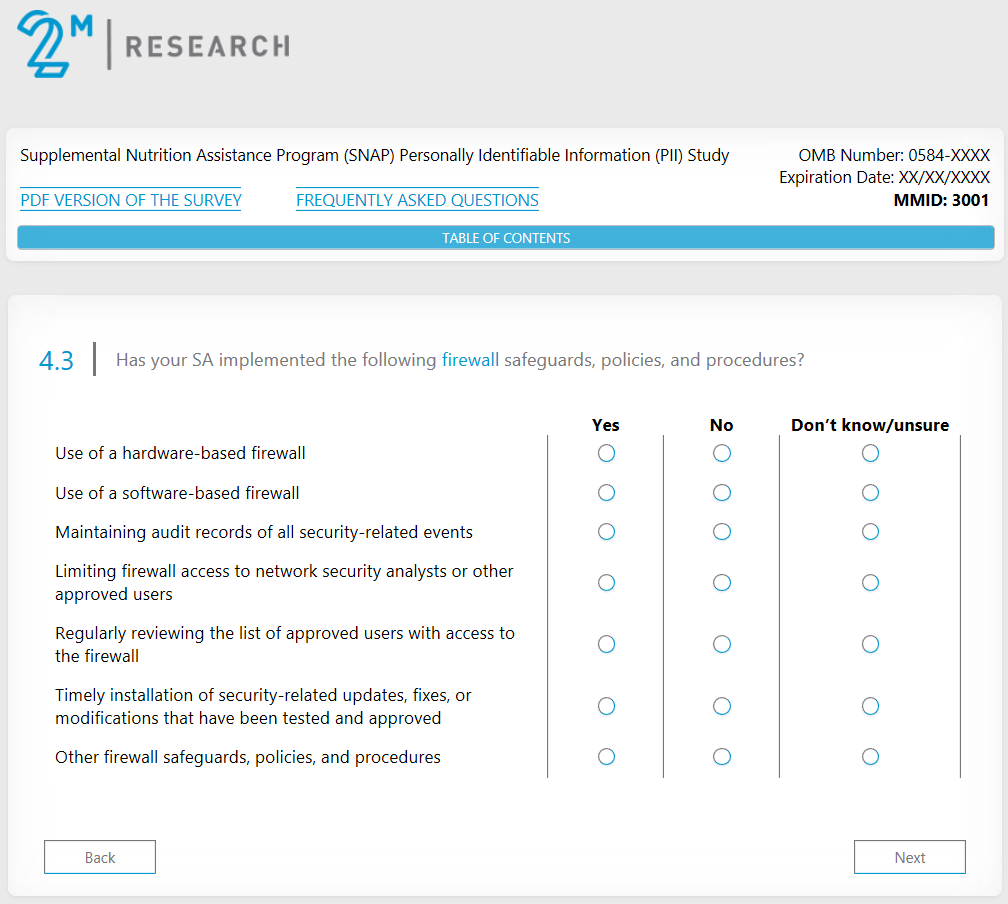 2M RESEARCH
Supplemental Nutrition Assistance Program (SNAP) Personally Identifiable Information (PII) Study
OMB Number: 0584-XXXX
Expiration Date: XX/XX/XXXX
PDF VERSION OF THE SURVEY
FREQUENTLY ASKED QUESTIONS
MMID: 3001
TABLE OF CONTENTS
4.3 Has your SA implemented the following firewall safeguards, policies, and procedures?
Yes No Don't know/unsure
Use of a hardware-based firewall
Use of a software-based firewall
Maintaining audit records of all security-related events
Limiting firewall access to network security analysts or other
approved users
Regularly reviewing the list of approved users with access to
the firewall
Timely installation of security-related updates, fixes, or
modifications that have been tested and approved
Other firewall safeguards, policies, and procedures
Back
Next